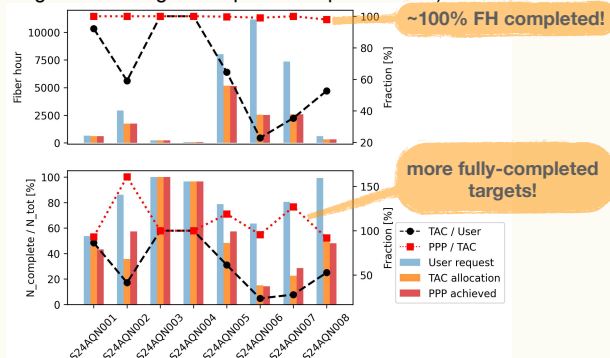 10000
7500
5000
2500
0
Fiber hour
100
80
60
40
20
Fraction [%]
~100% FH completed!
100
80
60
40
20
0
N_complete / N_tot [%]
150
100
50
Fraction [%]
more fully-completed
targets!
TAC / User
PPP / TAC
User request
TAC allocation
PPP achieved
S24AQN001
S24AQN002
S24AQN003
S24AQN004
S24AQN005
S24AQN006
S24AQN007
S24AQN008